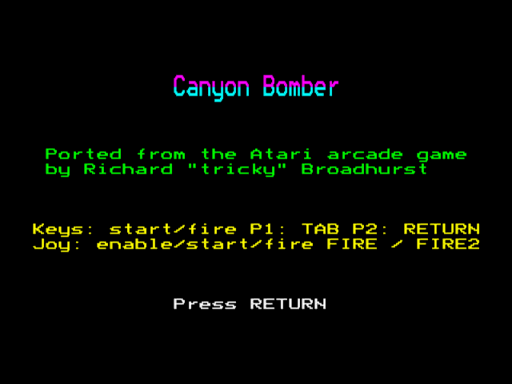 Canyon Bomber
Ported from the Atari arcade game
by Richard "tricky" Broadhurst
Keys: start/fire P1: TAB P2: RETURN
Joy: enable/start/fire FIRE / FIRE2
Press RETURN